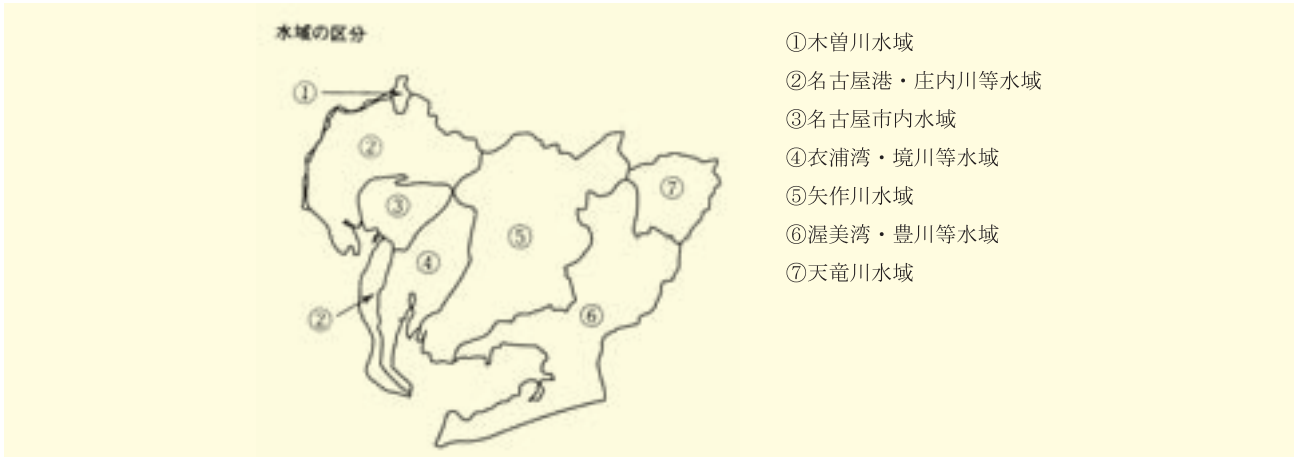 水域の区分
①
②
③
④
⑤
⑥
⑦
②
①木曽川水域
②名古屋港・庄内川等水域
③名古屋市内水域
④衣浦湾・境川等水域
⑤矢作川水域
⑥渥美湾・豊川等水域
⑦天竜川水域